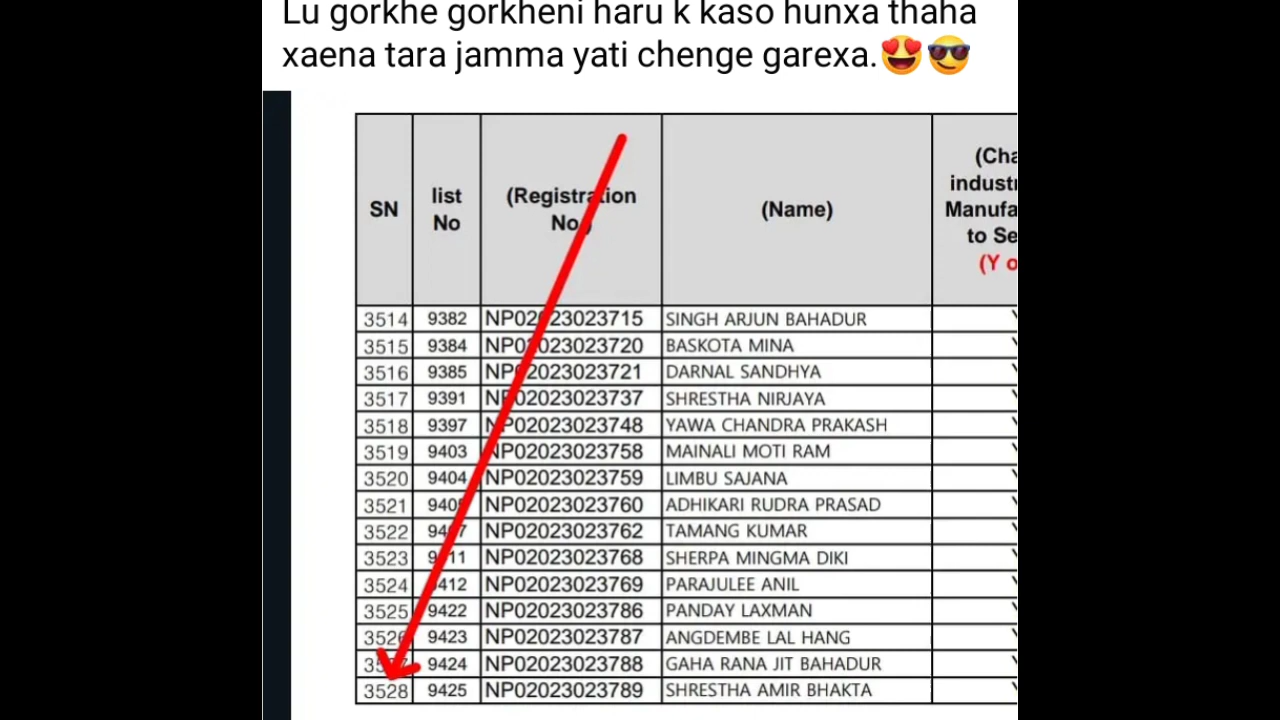 Lu gorkhe gorkheni haru k kaso hunxa thaha
xaena tara jamma yati chenge garexa.😍😎
SN list No (Registration No.) (Name) (Cha industr Manufa to Se (Y o
3514 9382 NP02023023715 SINGH ARJUN BAHADUR
3515 9384 NP02023023720 BASKOTA MINA
3516 9385 NP02023023721 DARNAL SANDHYA
3517 9391 NP02023023737 SHRESTHA NIRJAYA
3518 9397 NP02023023748 YAWA CHANDRA PRAKASH
3519 9403 NP02023023758 MAINALI MOTI RAM
3520 9404 NP02023023759 LIMBU SAJANA
3521 NP02023023760 ADHIKARI RUDRA PRASAD
3522 NP02023023762 TAMANG KUMAR
3523 NP02023023768 SHERPA MINGMA DIKI
3524 9412 NP02023023769 PARAJULEE ANIL
3525 9422 NP02023023786 PANDAY LAXMAN
3526 9423 NP02023023787 ANGDEMBE LAL HANG
3527 9424 NP02023023788 GAHA RANA JIT BAHADUR
3528 9425 NP02023023789 SHRESTHA AMIR BHAKTA